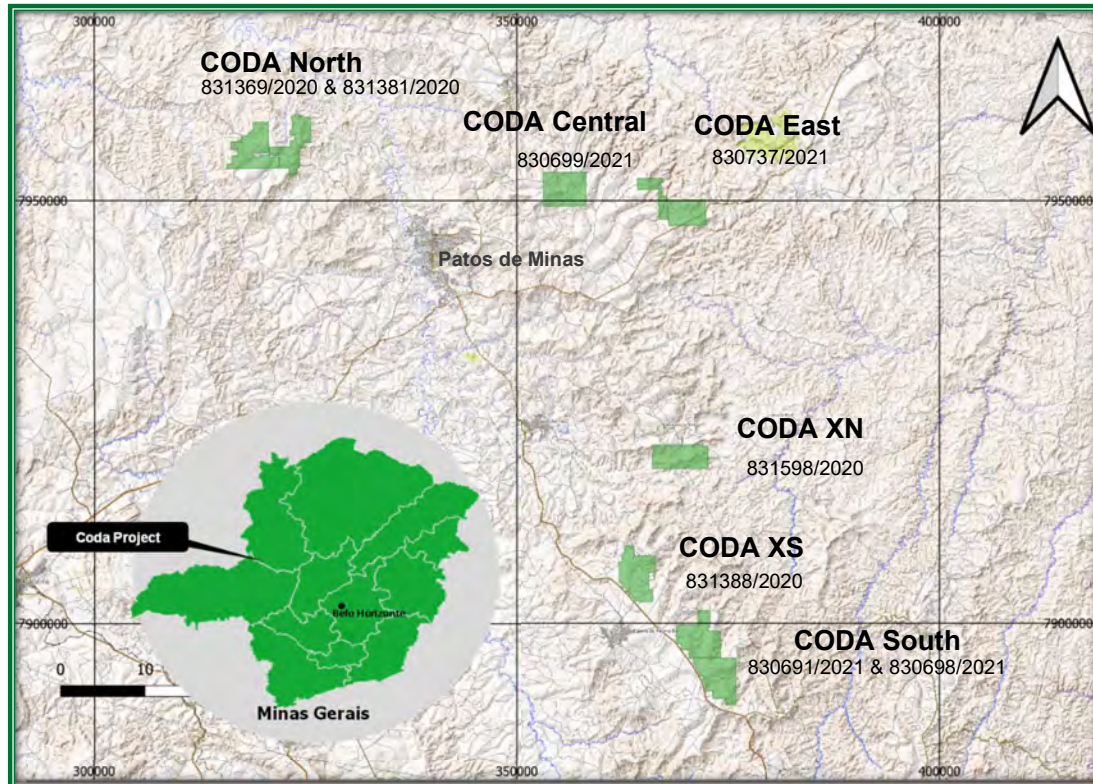 300000
350000
400000
CODA North
831369/2020 & 831381/2020
CODA Central
830699/2021
CODA East
830737/2021
7950000
7950000
Patos de Minas
CODA XN
831598/2020
Coda Project
CODA XS
831388/2020
Belo Horizonte
7900000
7900000
CODA South
830691/2021 & 830698/2021
0 10
Minas Gerais
300000
350000
400000